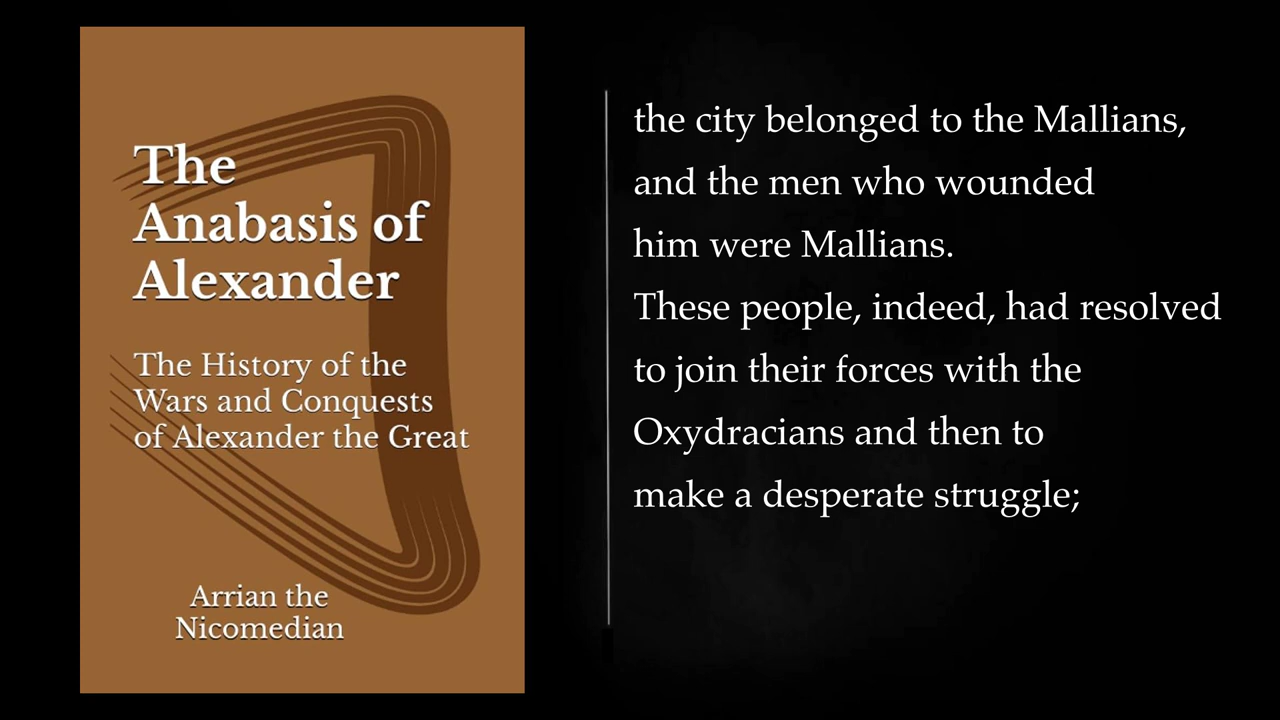 The
Anabasis of
Alexander
The History of the
Wars and Conquests
of Alexander the Great
Arrian the
Nicomedian
the city belonged to the Mallians,
and the men who wounded
him were Mallians.
These people, indeed, had resolved
to join their forces with the
Oxydracians and then to
make a desperate struggle;